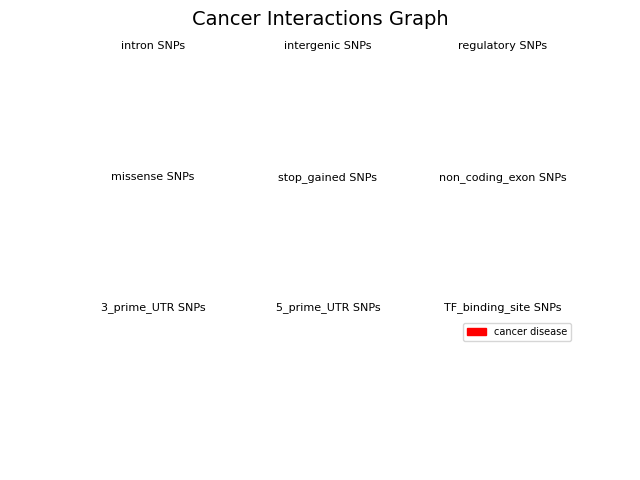 Cancer Interactions Graph
intron SNPs
intergenic SNPs
regulatory SNPs
missense SNPs
stop_gained SNPs
non_coding_exon SNPs
3_prime_UTR SNPs
5_prime_UTR SNPs
TF_binding_site SNPs
cancer disease